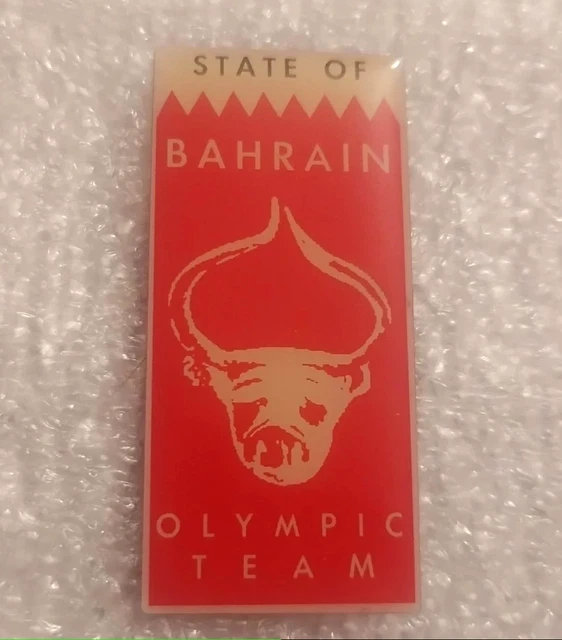 STATE OF
BAHRAIN
OLYMPIC
TEAM